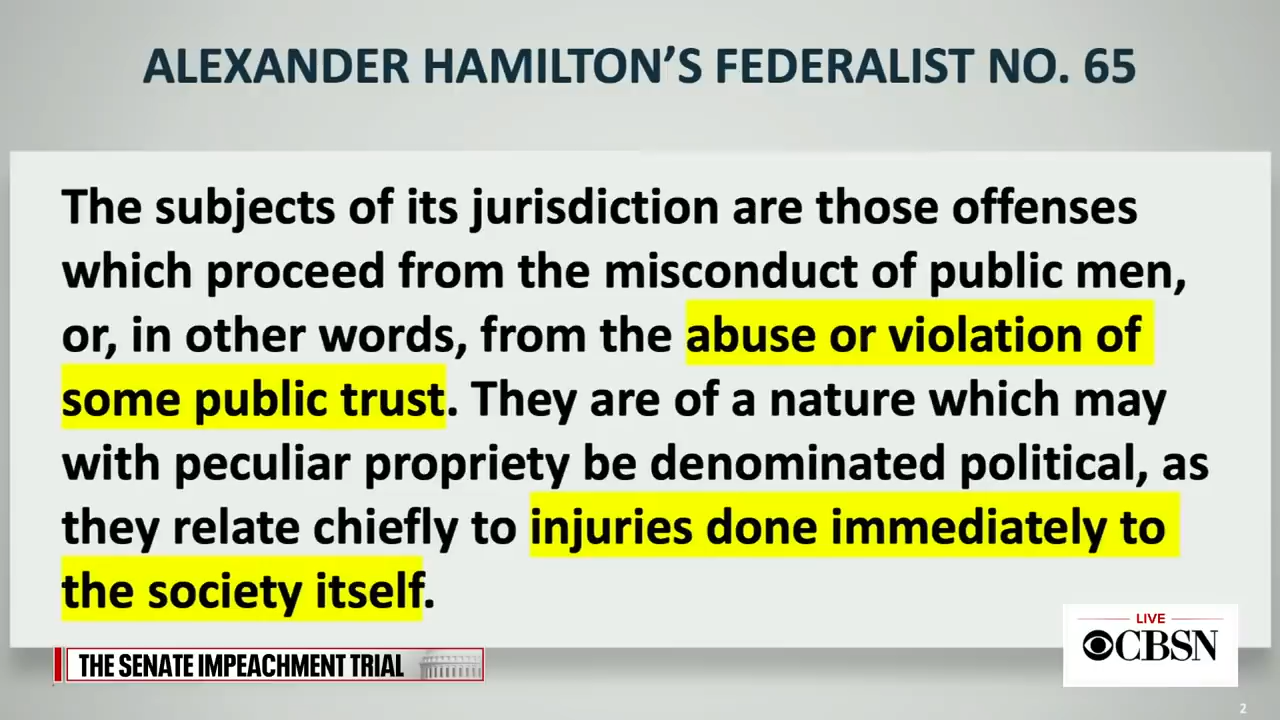 ALEXANDER HAMILTON'S FEDERALIST NO. 65
The subjects of its jurisdiction are those offenses
which proceed from the misconduct of public men,
or, in other words, from the abuse or violation of
some public trust. They are of a nature which may
with peculiar propriety be denominated political, as
they relate chiefly to injuries done immediately to
the society itself.
LIVE
CBSN
THE SENATE IMPEACHMENT TRIAL
2